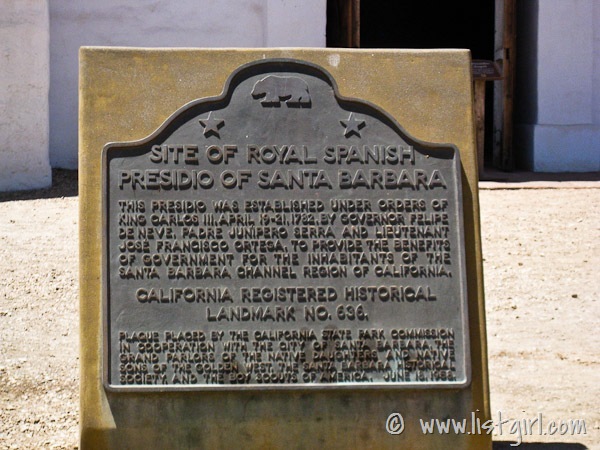 SITE OF ROYAL SPANISH
PRESIDIO OF SANTA BARBARA
THIS PRESIDIO WAS ESTABLISHED UNDER ORDERS OF
KING CARLOS III, APRIL 19-21, 1782, BY GOVERNOR FELIPE
DE NEVE, PADRE JUNIPERO SERRA AND LIEUTENANT
JOSE FRANCISCO ORTEGA, TO PROVIDE THE BENEFITS
OF GOVERNMENT FOR THE INHABITANTS OF THE
SANTA BARBARA CHANNEL REGION OF CALIFORNIA.
CALIFORNIA REGISTERED HISTORICAL
LANDMARK NO. 636.
PLAQUE PLACED BY THE CALIFORNIA STATE PARK COMMISSION
IN COOPERATION WITH THE CITY OF SANTA BARBARA, THE
GRAND PARLORS OF THE NATIVE DAUGHTERS AND NATIVE
SONS OF THE GOLDEN WEST, THE SANTA BARBARA HISTORICAL
SOCIETY, AND THE BOY SCOUTS OF AMERICA. JUNE 18,
© www.listgirl.com